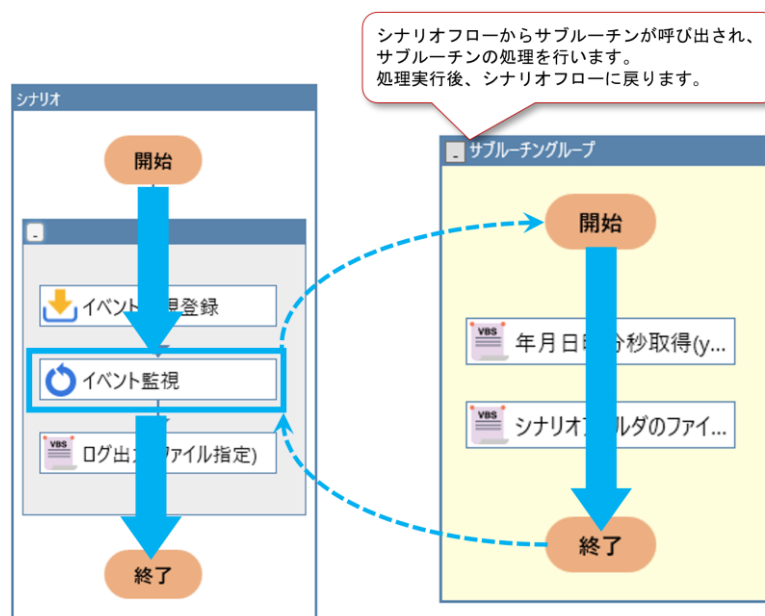 シナリオフローからサブルーチンが呼び出され、
サブルーチンの処理を行います。
処理実行後、シナリオフローに戻ります。
シナリオ
開始
イベント 視登録
イベント監視
VBS
ログ出 ファイル指定)
終了
サブルーチングループ
開始
VBS
年月日 分秒取得(y...
VBS
シナリオ ルダのファイ...
終了